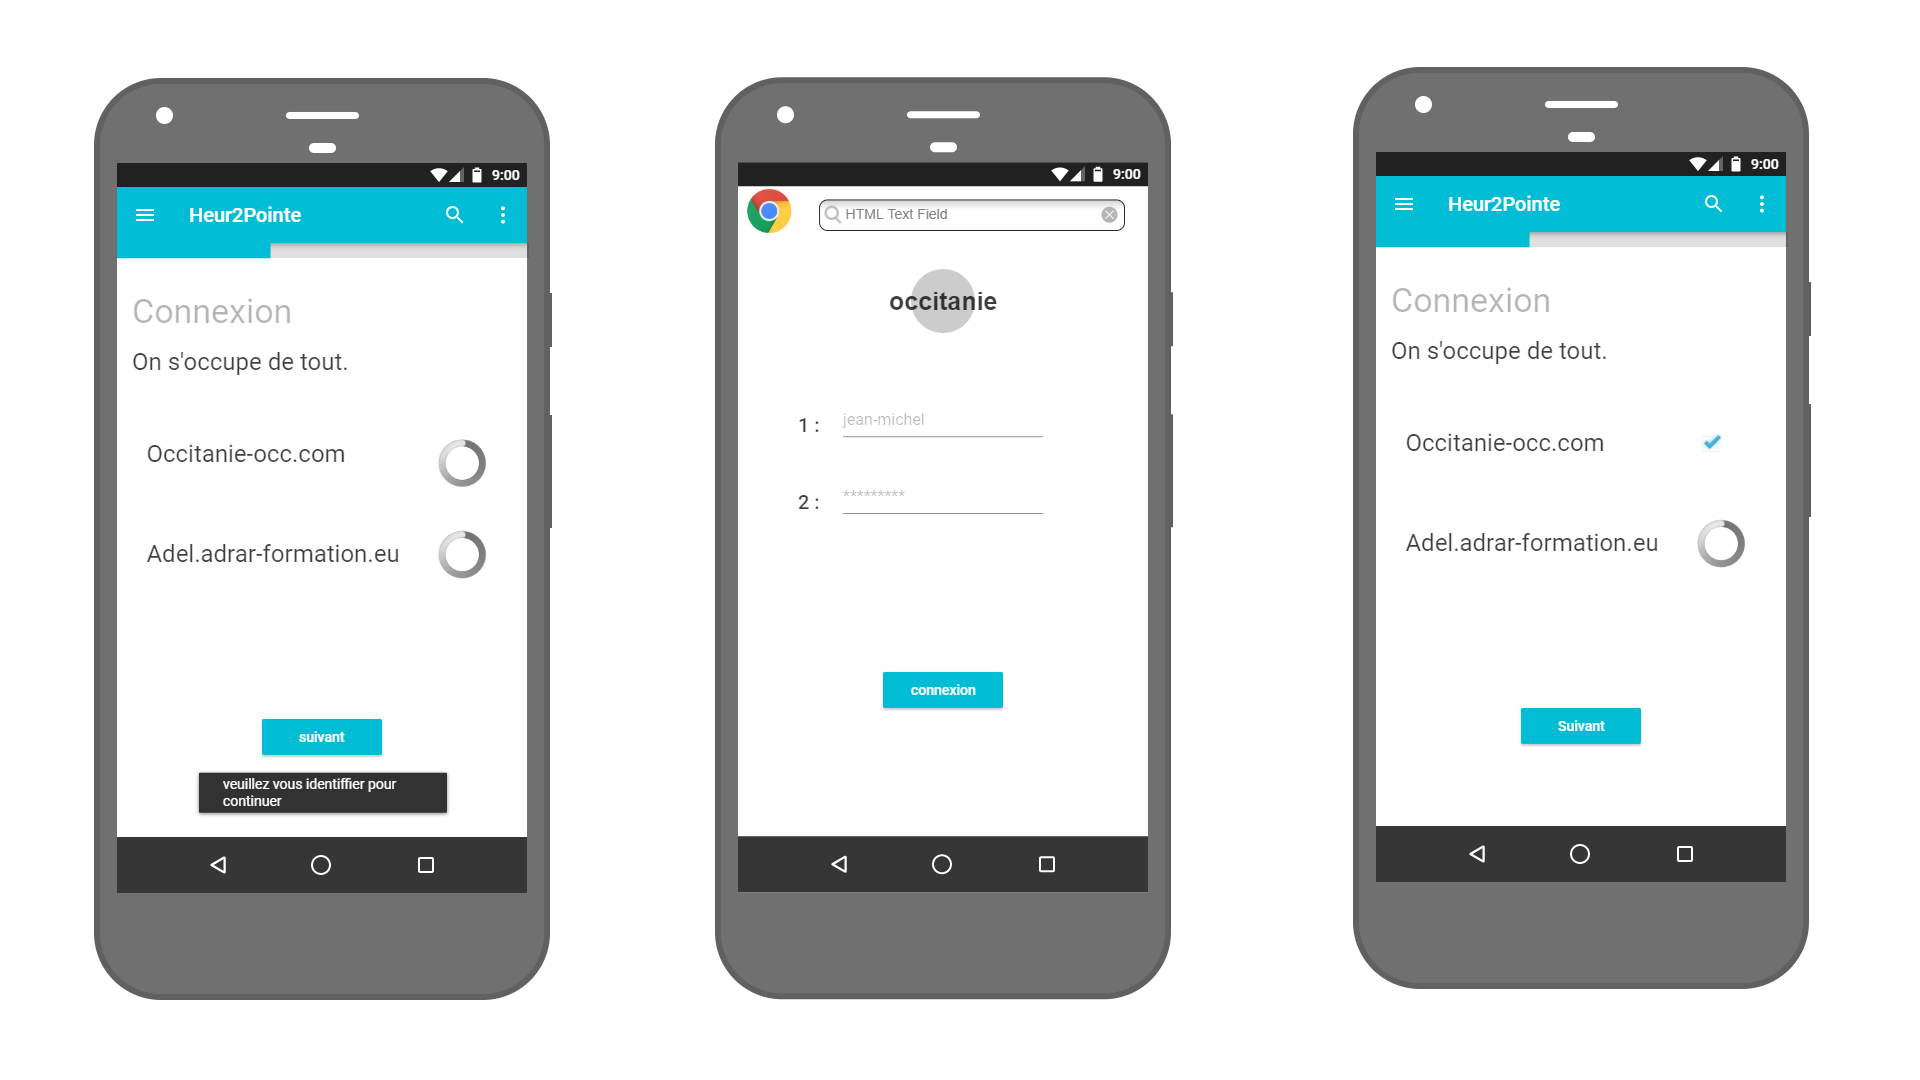 9:00
Heur2Pointe
Connexion
On s'occupe de tout.
Occitanie-occ.com
Adel.adrar-formation.eu
suivant
veuillez vous identiffier pour
continuer
9:00
HTML Text Field
occitanie
1 : jean-michel
2 : *********
connexion
9:00
Heur2Pointe
Connexion
On s'occupe de tout.
Occitanie-occ.com
Adel.adrar-formation.eu
Suivant